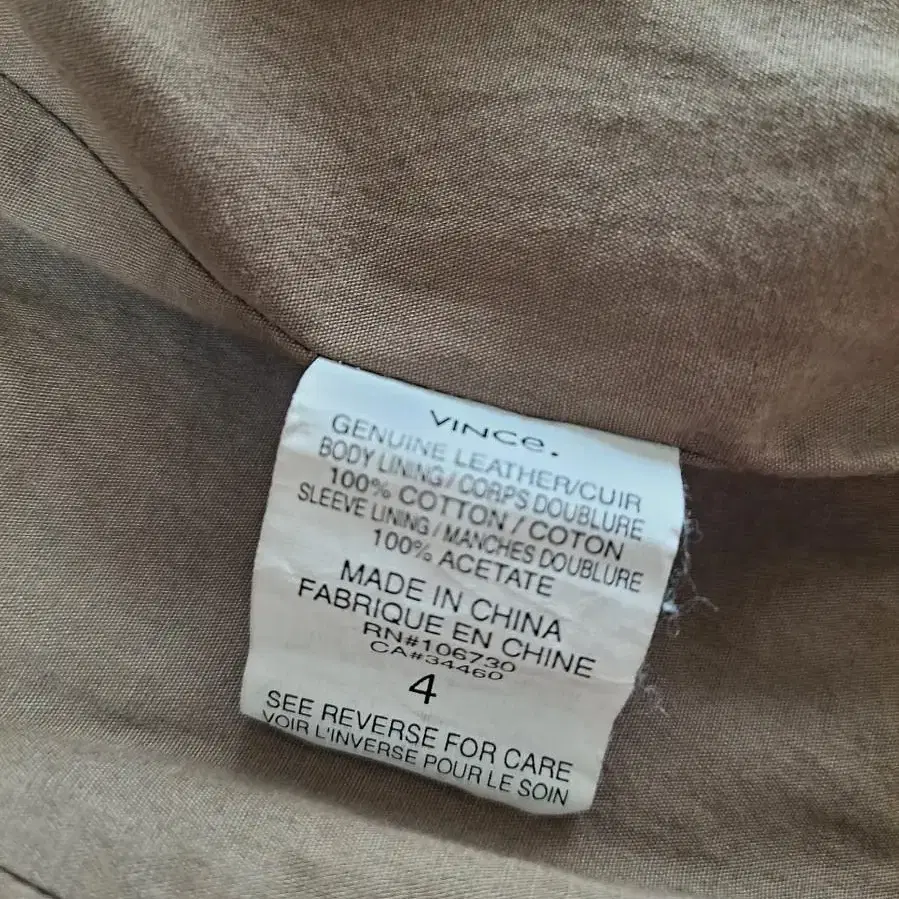 VINCe.
GENUINE LEATHER/CUIR
BODY LINING/CORPS DOUBLURE
100% COTTON/COTON
SLEEVE LINING/MANCHES DOUBLURE
100% ACETATE
MADE IN CHINA
FABRIQUE EN CHINE
RN#106730
CA#34460
4
SEE REVERSE FOR CARE
VOIR L'INVERSE POUR LE SOIN